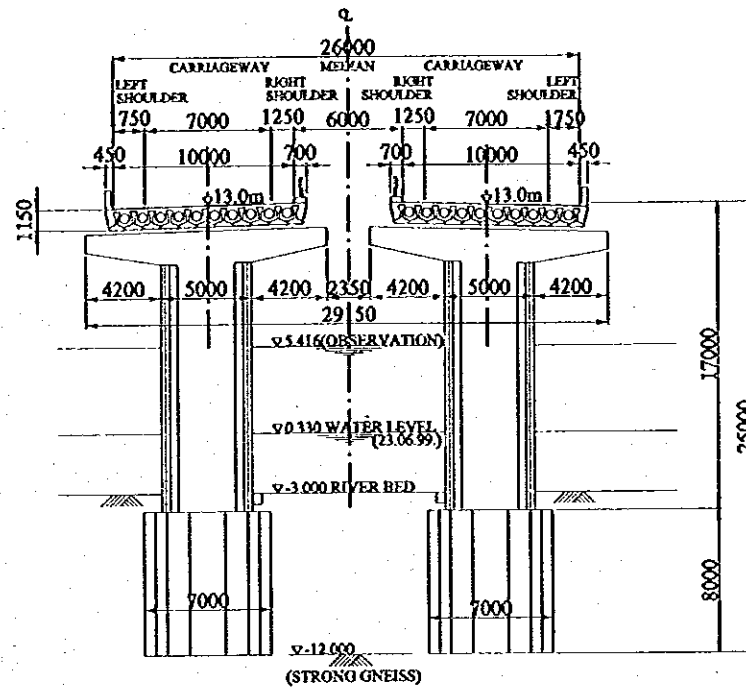 ℄
26000
CARRIAGEWAY MEDIAN CARRIAGEWAY
LEFT SHOULDER
RIGHT SHOULDER
RIGHT SHOULDER
LEFT SHOULDER
1750 7000 1250 6000 1250 7000 1750
450 10000 700 700 10000 450
13.0m 13.0m
1150
4200 5000 4200 2350 4200 5000 4200
29150
5.416(OBSERVATION)
17000
0.330 WATER LEVEL
(23.06.99.)
-3.000 RIVER BED
8000
7000 7000
-12.000
(STRONG GNEISS)